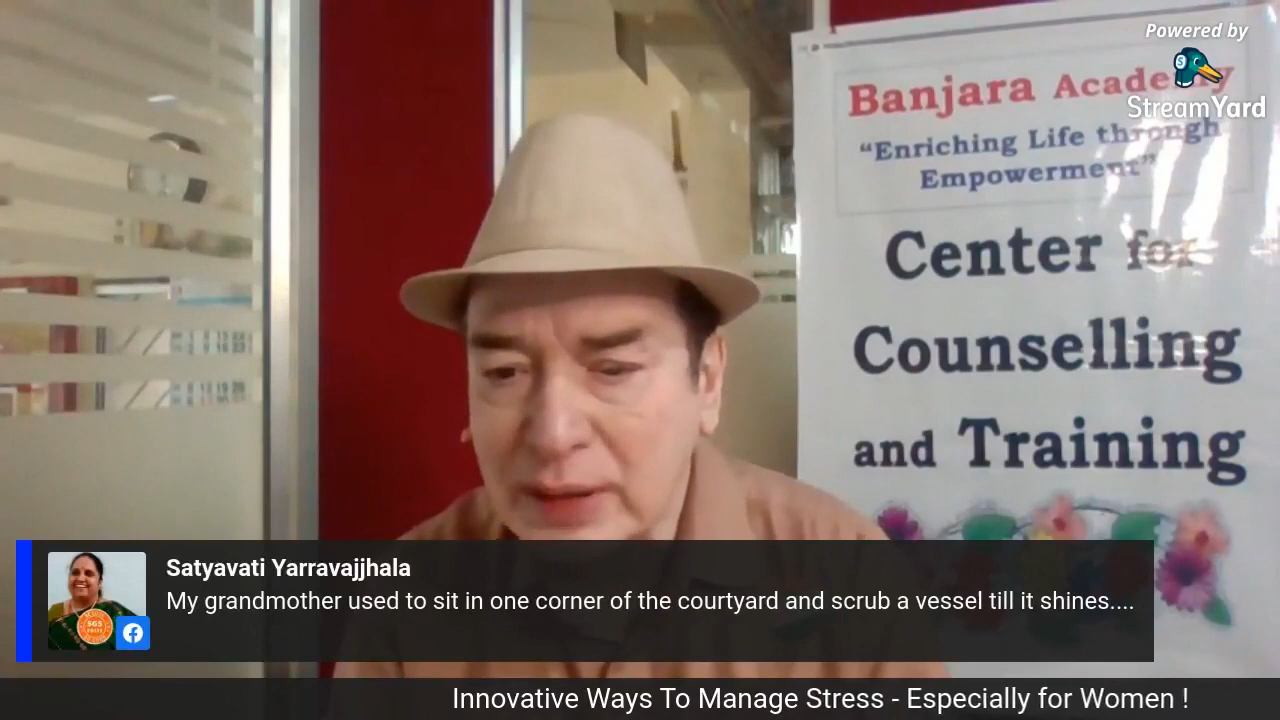 Powered by
StreamYard
Banjara Academy
“Enriching Life through
Empowerment”
Center for
Counselling
and Training
Satyavati Yarravajjhala
My grandmother used to sit in one corner of the courtyard and scrub a vessel till it shines....
Innovative Ways To Manage Stress - Especially for Women !